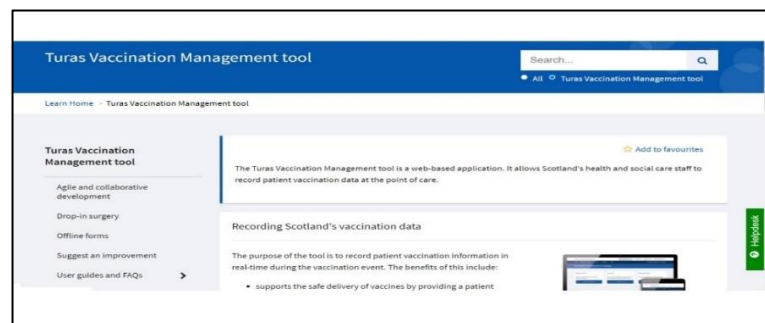 Turas Vaccination Management tool
Search...
All Turas Vaccination Management tool
Learn Home Turas Vaccination Management tool
Turas Vaccination
Management tool
Agile and collaborative
development
Drop-in surgery
Offline forms
Suggest an improvement
User guides and FAQs
Add to favourites
The Turas Vaccination Management tool is a web-based application. It allows Scotland's health and social care staff to
record patient vaccination data at the point of care.
Recording Scotland's vaccination data
The purpose of the tool is to record patient vaccination information in
real-time during the vaccination event. The benefits of this include:
• supports the safe delivery of vaccines by providing a patient
Helpdesk